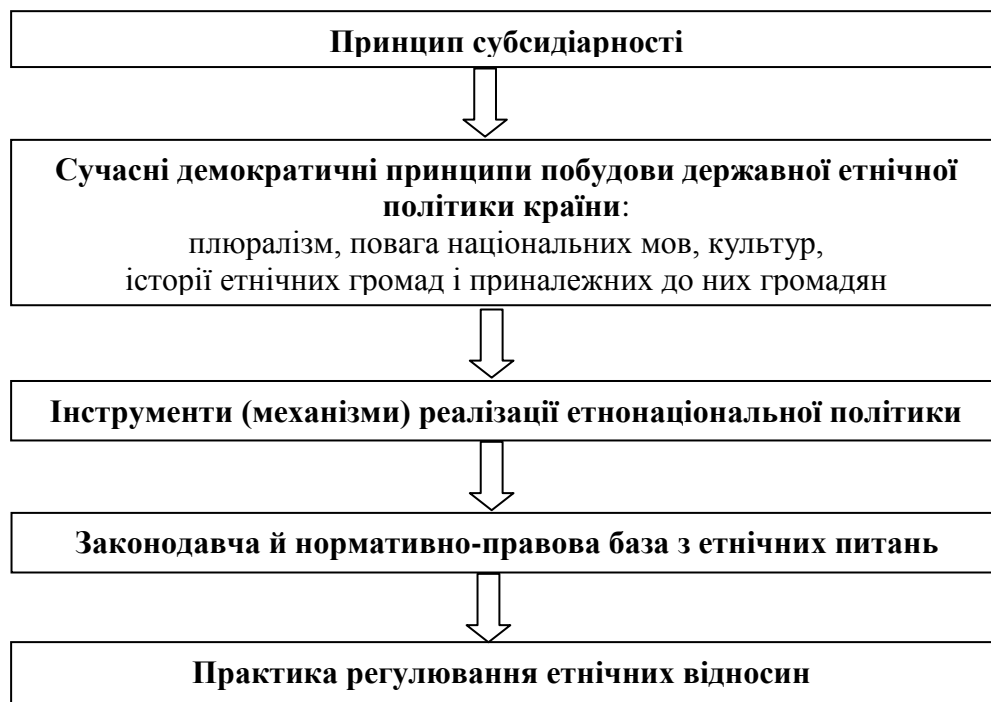 Принцип субсидіарності
Сучасні демократичні принципи побудови державної етнічної
політики країни:
плюралізм, повага національних мов, культур,
історії етнічних громад і приналежних до них громадян
Інструменти (механізми) реалізації етнонаціональної політики
Законодавча й нормативно-правова база з етнічних питань
Практика регулювання етнічних відносин